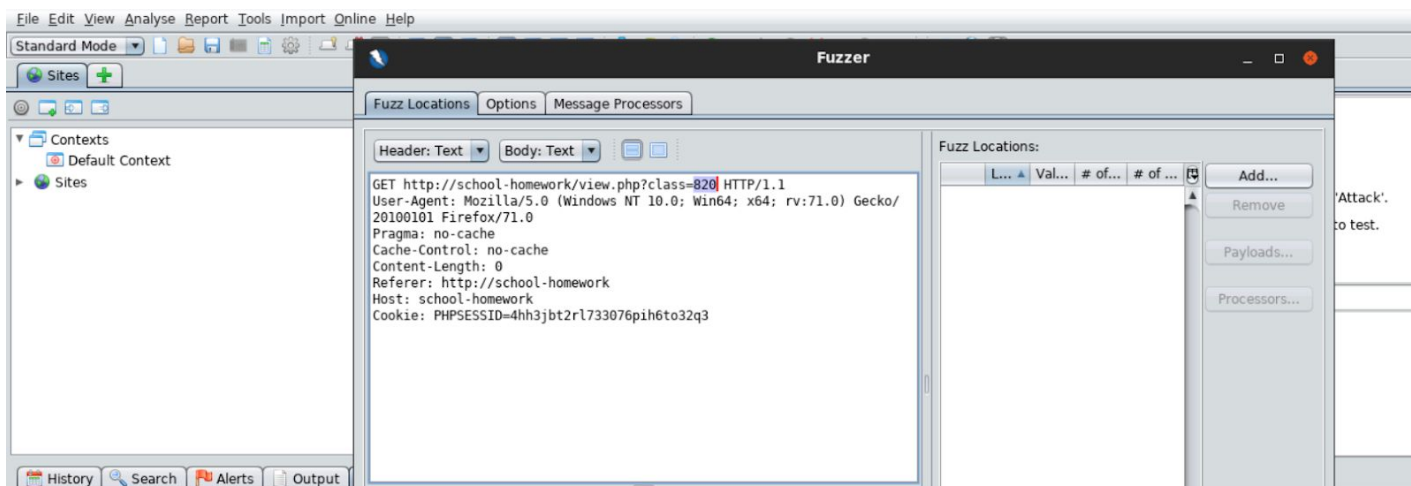 File Edit View Analyse Report Tools Import Online Help
Standard Mode
Fuzzer
Sites
Fuzz Locations Options Message Processors
Contexts
Default Context
Sites
Header: Text Body: Text
Fuzz Locations:
L... Val... # of... # of ...
Add...
Remove
Payloads...
Processors...
GET http://school-homework/view.php?class=820 HTTP/1.1
User-Agent: Mozilla/5.0 (Windows NT 10.0; Win64; x64; rv:71.0) Gecko/
20100101 Firefox/71.0
Pragma: no-cache
Cache-Control: no-cache
Content-Length: 0
Referer: http://school-homework
Host: school-homework
Cookie: PHPSESSID=4hh3jbt2rl733076pih6to32q3
'Attack'.
to test.
History Search Alerts Output